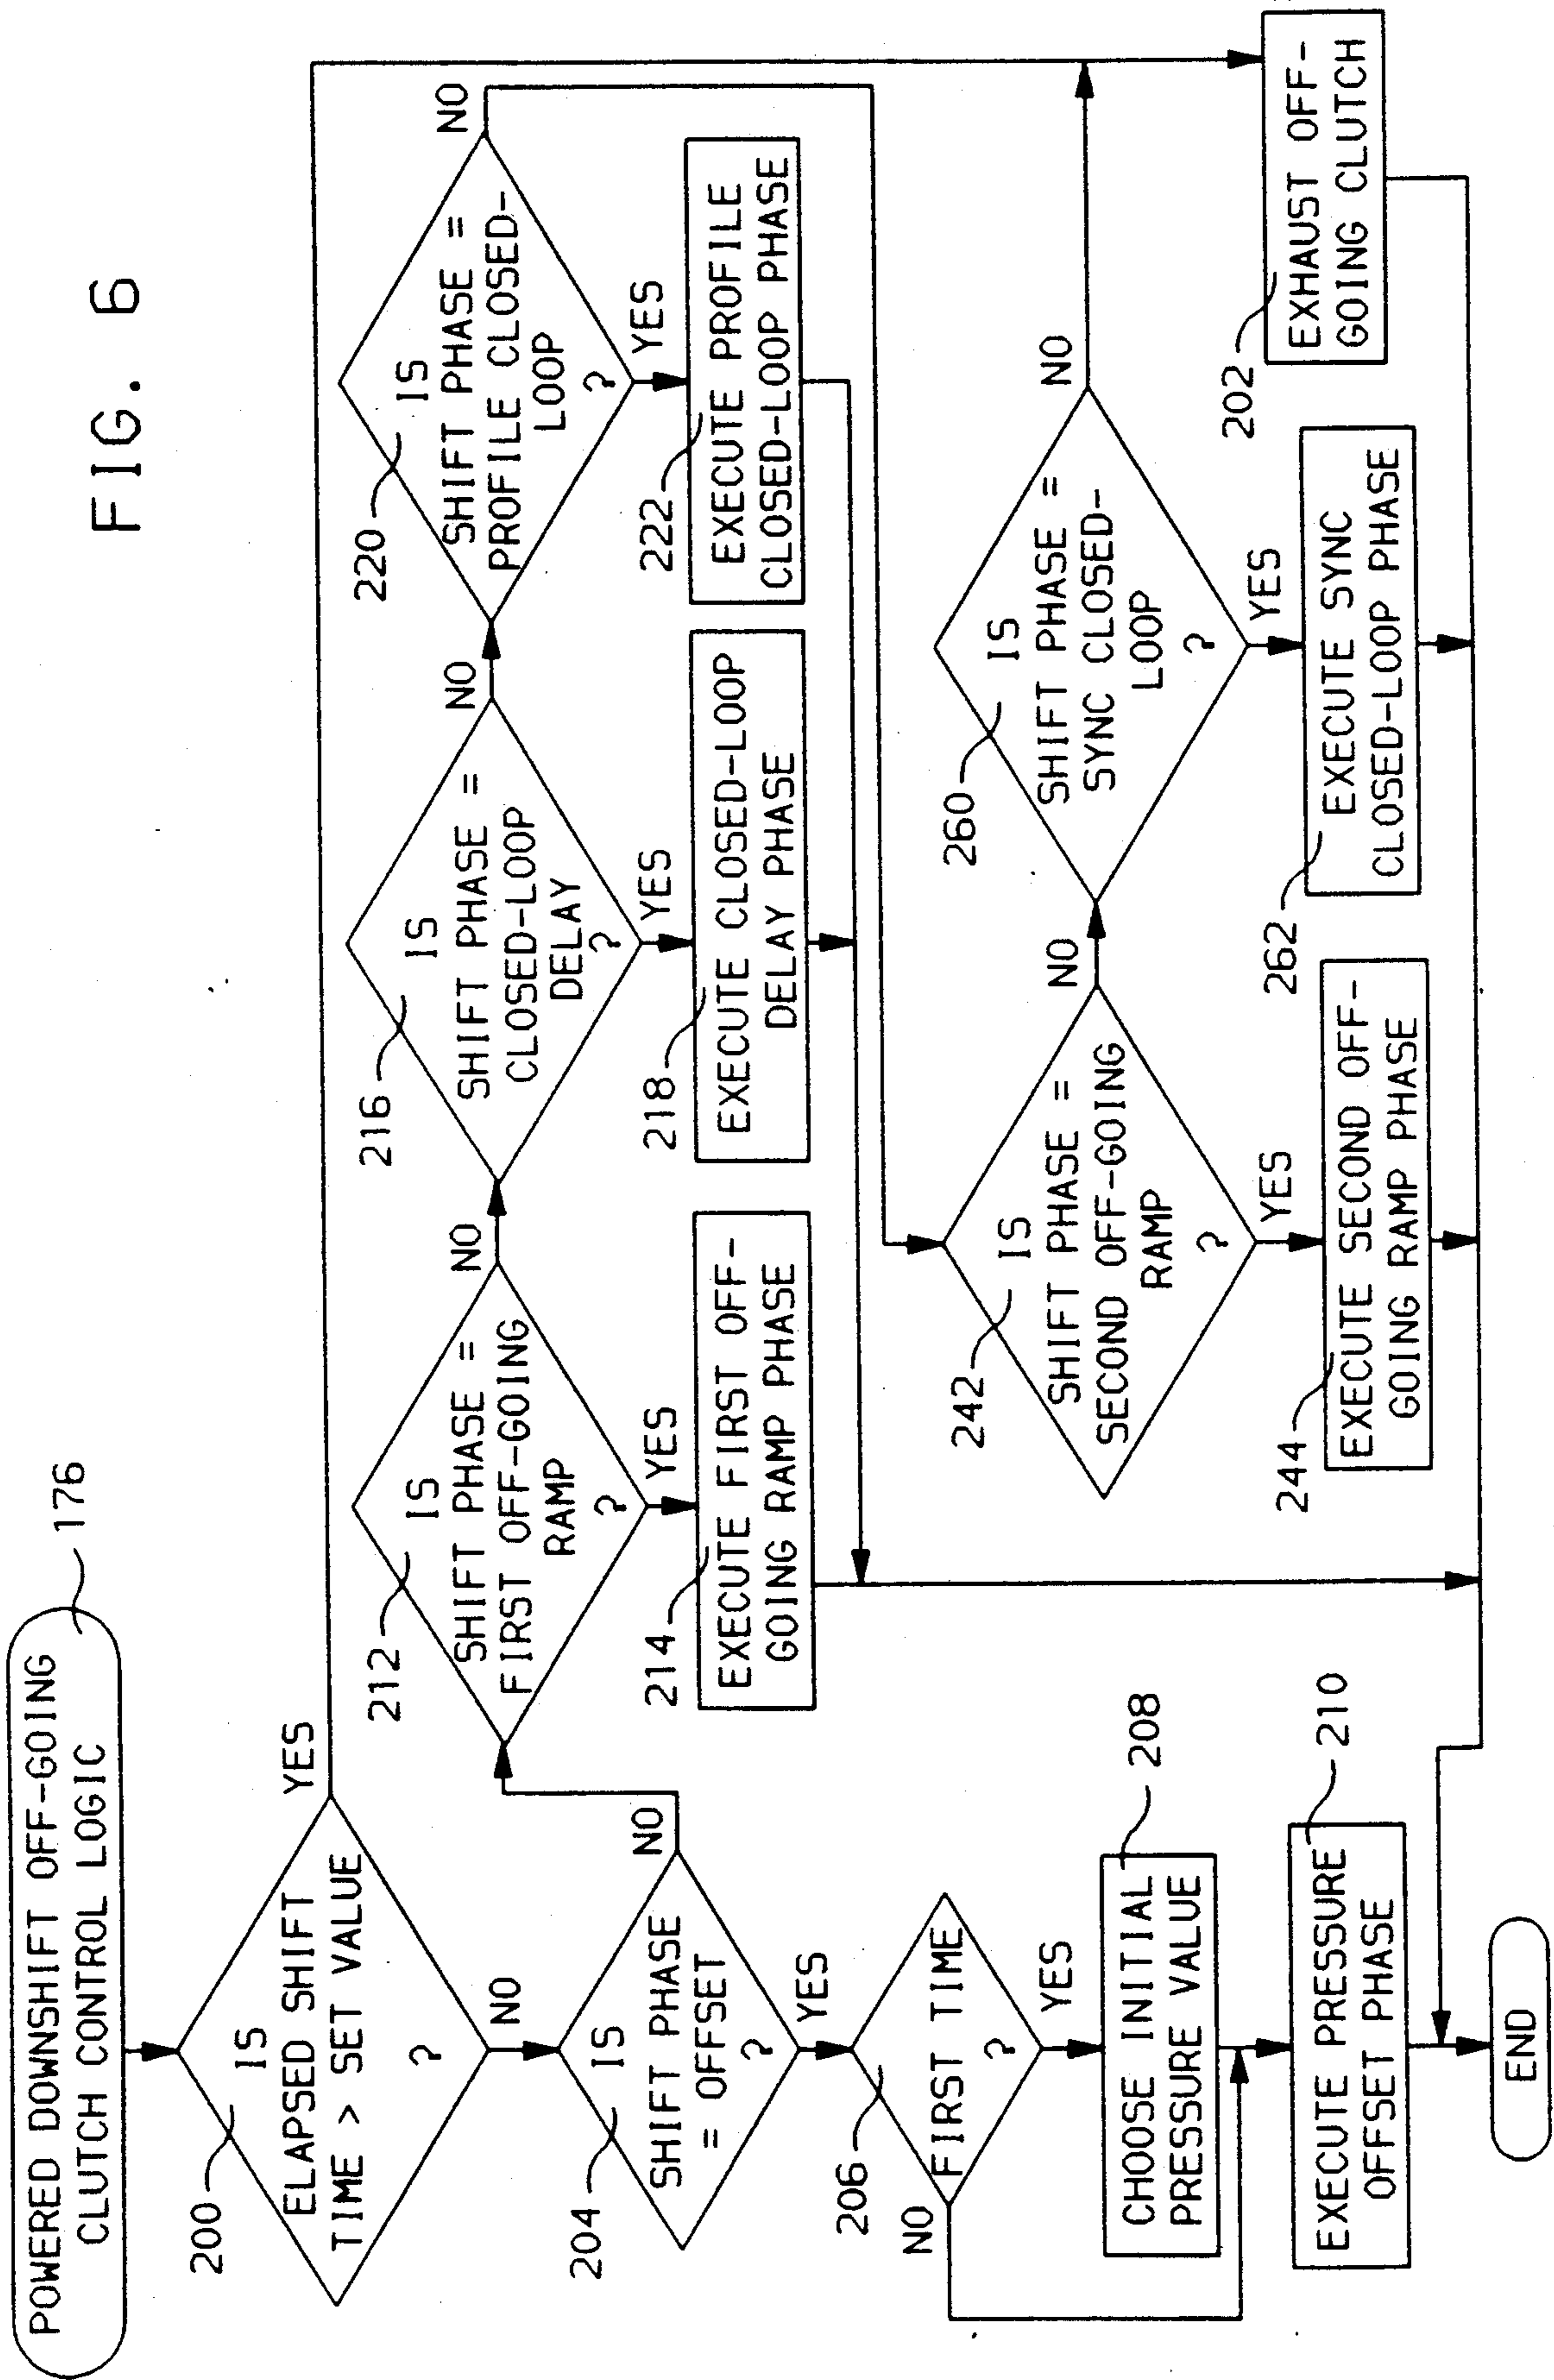 FIG. 6
POWERED DOWNSHIFT OFF-GOING
CLUTCH CONTROL LOGIC
176
200
IS
ELAPSED SHIFT
TIME > SET VALUE
?
YES
NO
204
IS
SHIFT PHASE
= OFFSET
?
NO
YES
206
FIRST TIME
?
NO
YES
208
CHOOSE INITIAL
PRESSURE VALUE
210
EXECUTE PRESSURE
OFFSET PHASE
END
212
IS
SHIFT PHASE =
FIRST OFF-GOING
RAMP
?
NO
YES
214
EXECUTE FIRST OFF-
GOING RAMP PHASE
216
IS
SHIFT PHASE =
CLOSED-LOOP
DELAY
?
NO
YES
218
EXECUTE CLOSED-LOOP
DELAY PHASE
220
IS
SHIFT PHASE =
PROFILE CLOSED-
LOOP
?
NO
YES
222
EXECUTE PROFILE
CLOSED-LOOP PHASE
242
IS
SHIFT PHASE =
SECOND OFF-GOING
RAMP
?
NO
YES
244
EXECUTE SECOND OFF-
GOING RAMP PHASE
260
IS
SHIFT PHASE =
SYNC CLOSED-
LOOP
?
NO
YES
262
EXECUTE SYNC
CLOSED-LOOP PHASE
202
EXHAUST OFF-
GOING CLUTCH